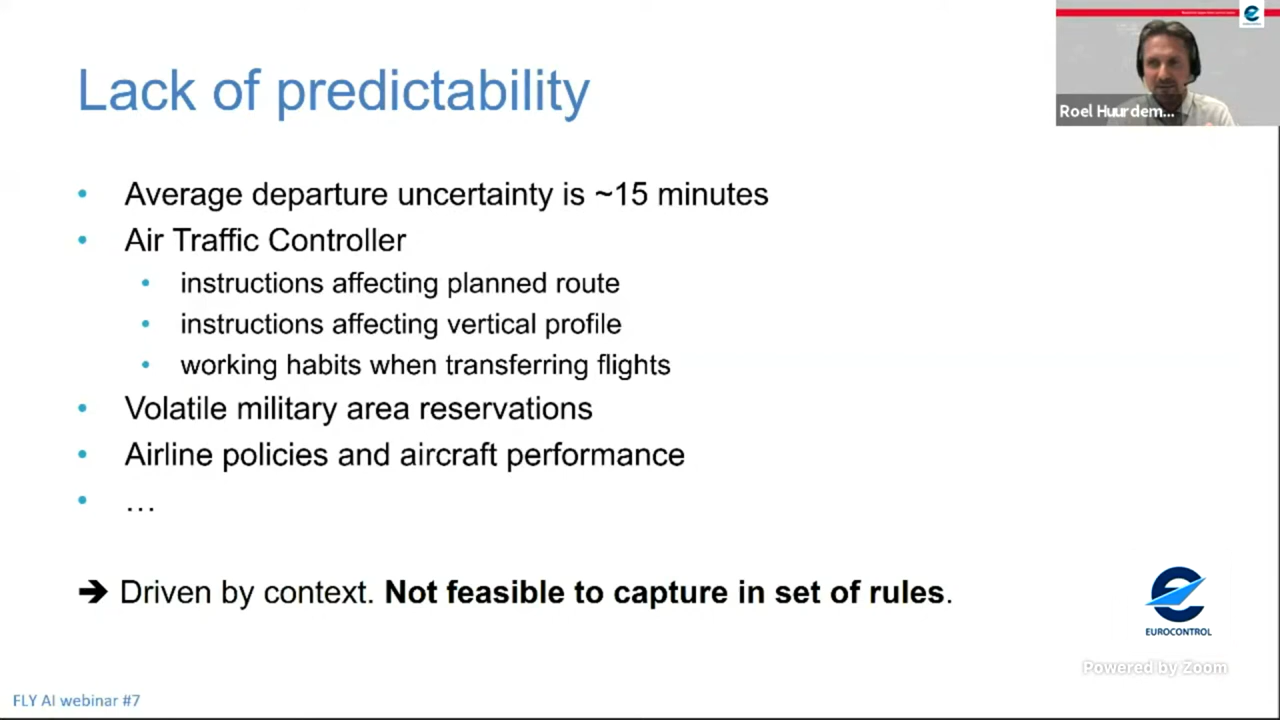 Lack of predictability
Roel Huurdem...
• Average departure uncertainty is ~15 minutes
• Air Traffic Controller
• instructions affecting planned route
• instructions affecting vertical profile
• working habits when transferring flights
• Volatile military area reservations
• Airline policies and aircraft performance
• …
➔ Driven by context. Not feasible to capture in set of rules.
EUROCONTROL
Powered by Zoom
FLY AI webinar #7